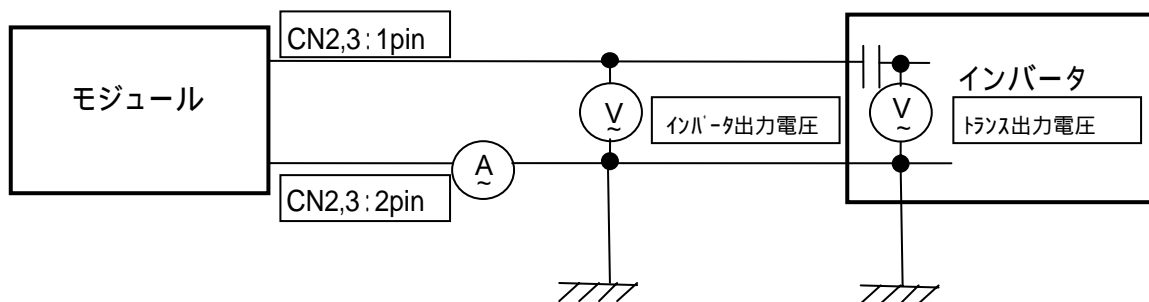 CN2,3：1pin
モジュール
インバータ
V
~
ｲﾝﾊﾞｰﾀ出力電圧
V
~
ﾄﾗﾝｽ出力電圧
A
~
CN2,3：2pin